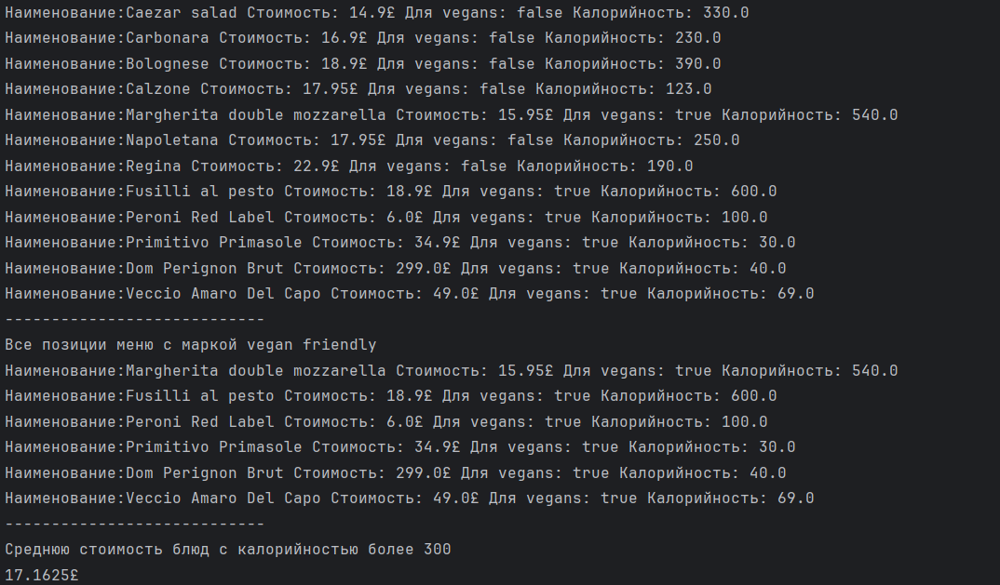 Наименование:Caezar salad Стоимость: 14.9£ Для vegans: false Калорийность: 330.0
Наименование:Carbonara Стоимость: 16.9£ Для vegans: false Калорийность: 230.0
Наименование:Bolognese Стоимость: 18.9£ Для vegans: false Калорийность: 390.0
Наименование:Calzone Стоимость: 17.95£ Для vegans: false Калорийность: 123.0
Наименование:Margherita double mozzarella Стоимость: 15.95£ Для vegans: true Калорийность: 540.0
Наименование:Napoletana Стоимость: 17.95£ Для vegans: false Калорийность: 250.0
Наименование:Regina Стоимость: 22.9£ Для vegans: false Калорийность: 190.0
Наименование:Fusilli al pesto Стоимость: 18.9£ Для vegans: true Калорийность: 600.0
Наименование:Peroni Red Label Стоимость: 6.0£ Для vegans: true Калорийность: 100.0
Наименование:Primitivo Primasole Стоимость: 34.9£ Для vegans: true Калорийность: 30.0
Наименование:Dom Perignon Brut Стоимость: 299.0£ Для vegans: true Калорийность: 40.0
Наименование:Veccio Amaro Del Capo Стоимость: 49.0£ Для vegans: true Калорийность: 69.0
----------------------------
Все позиции меню с маркой vegan friendly
Наименование:Margherita double mozzarella Стоимость: 15.95£ Для vegans: true Калорийность: 540.0
Наименование:Fusilli al pesto Стоимость: 18.9£ Для vegans: true Калорийность: 600.0
Наименование:Peroni Red Label Стоимость: 6.0£ Для vegans: true Калорийность: 100.0
Наименование:Primitivo Primasole Стоимость: 34.9£ Для vegans: true Калорийность: 30.0
Наименование:Dom Perignon Brut Стоимость: 299.0£ Для vegans: true Калорийность: 40.0
Наименование:Veccio Amaro Del Capo Стоимость: 49.0£ Для vegans: true Калорийность: 69.0
----------------------------
Среднюю стоимость блюд с калорийностью более 300
17.1625£